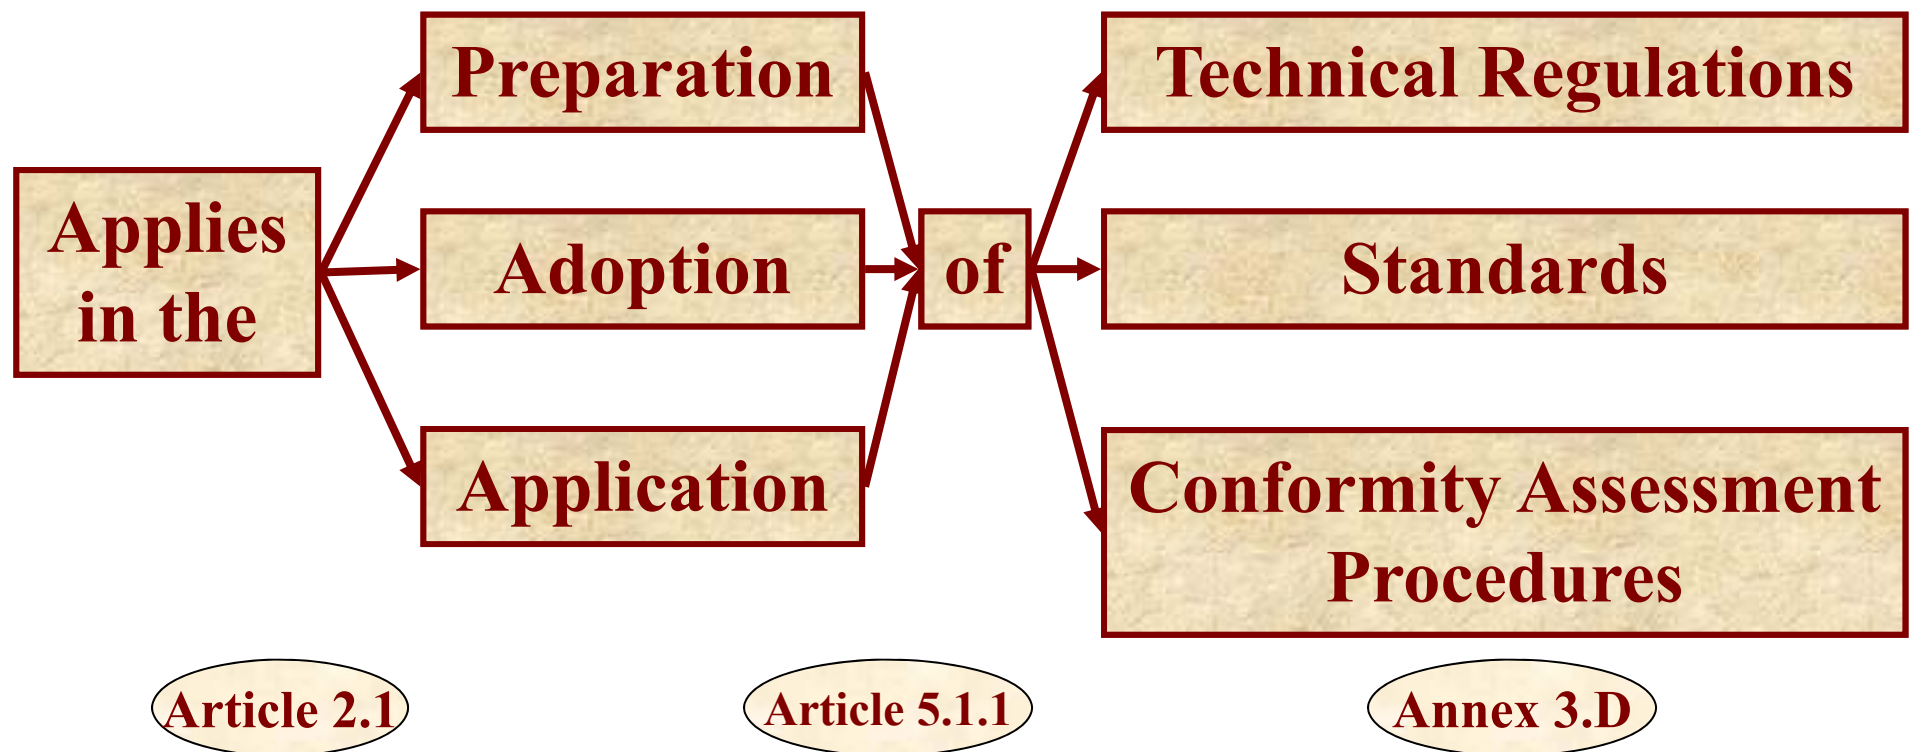 Applies
in the
Preparation
Adoption
Application
of
Technical Regulations
Standards
Conformity Assessment
Procedures
Article 2.1
Article 5.1.1
Annex 3.D